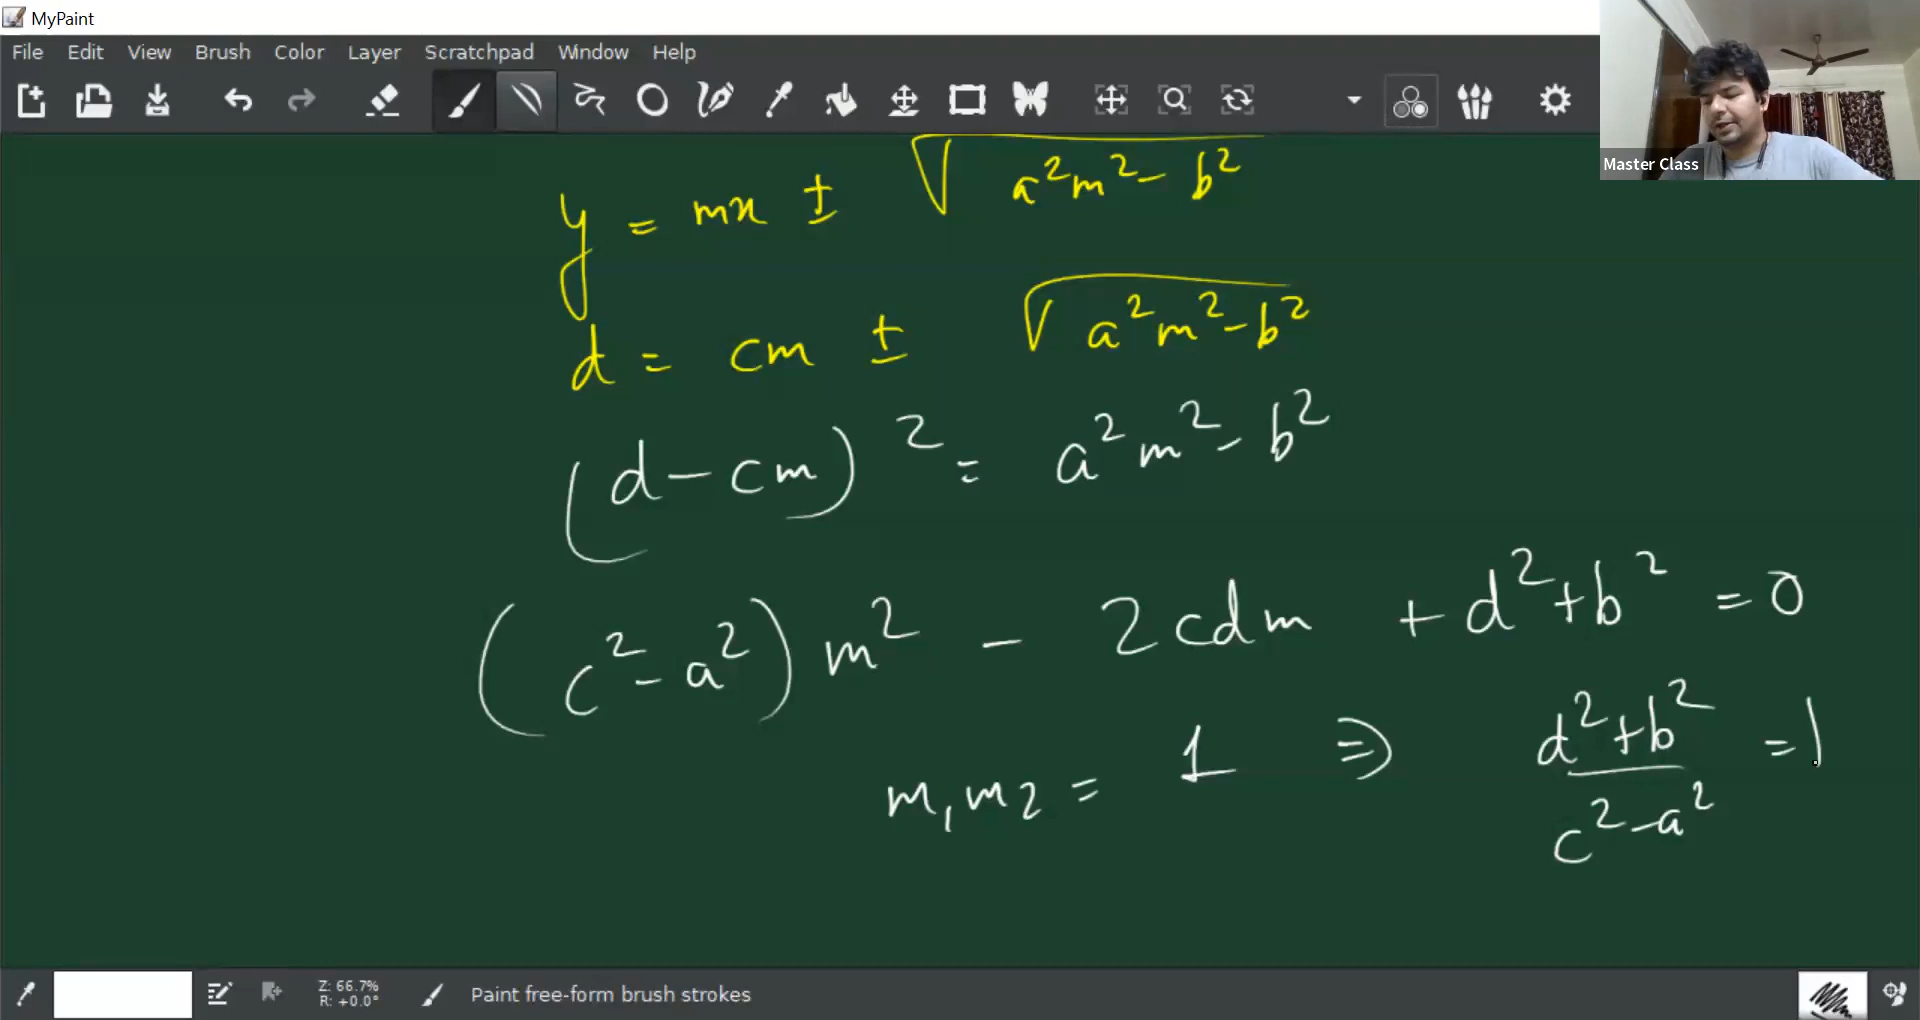 MyPaint
File Edit View Brush Color Layer Scratchpad Window Help
Master Class
y = mx ± √a²m² - b²
d = cm ± √a²m² - b²
(d - cm)² = a²m² - b²
(c² - a²) m² - 2cdm + d² + b² = 0
m₁m₂ = 1 ⇒ d² + b² / c² - a² = 1
Z: 66.7%
R: +0.0°
Paint free-form brush strokes